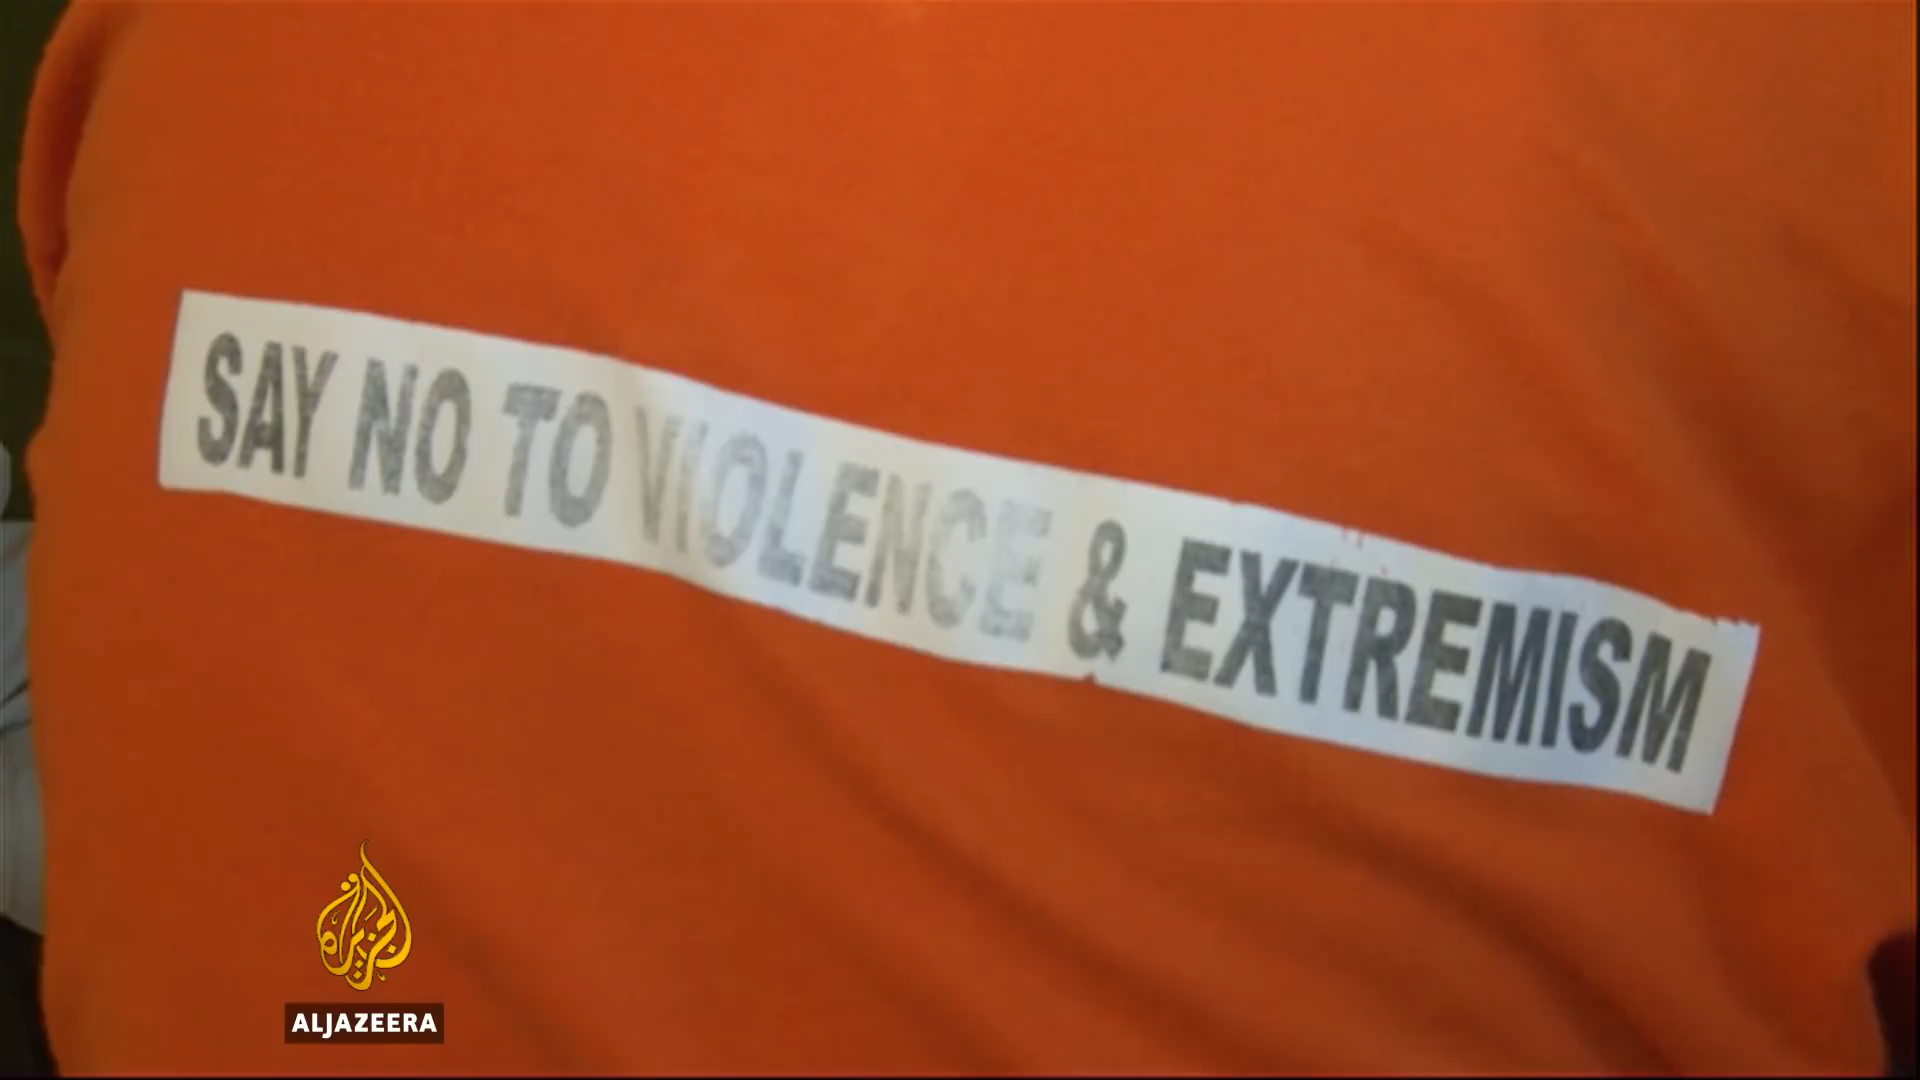 SAY NO TO VIOLENCE & EXTREMISM
الجزيرة
ALJAZEERA